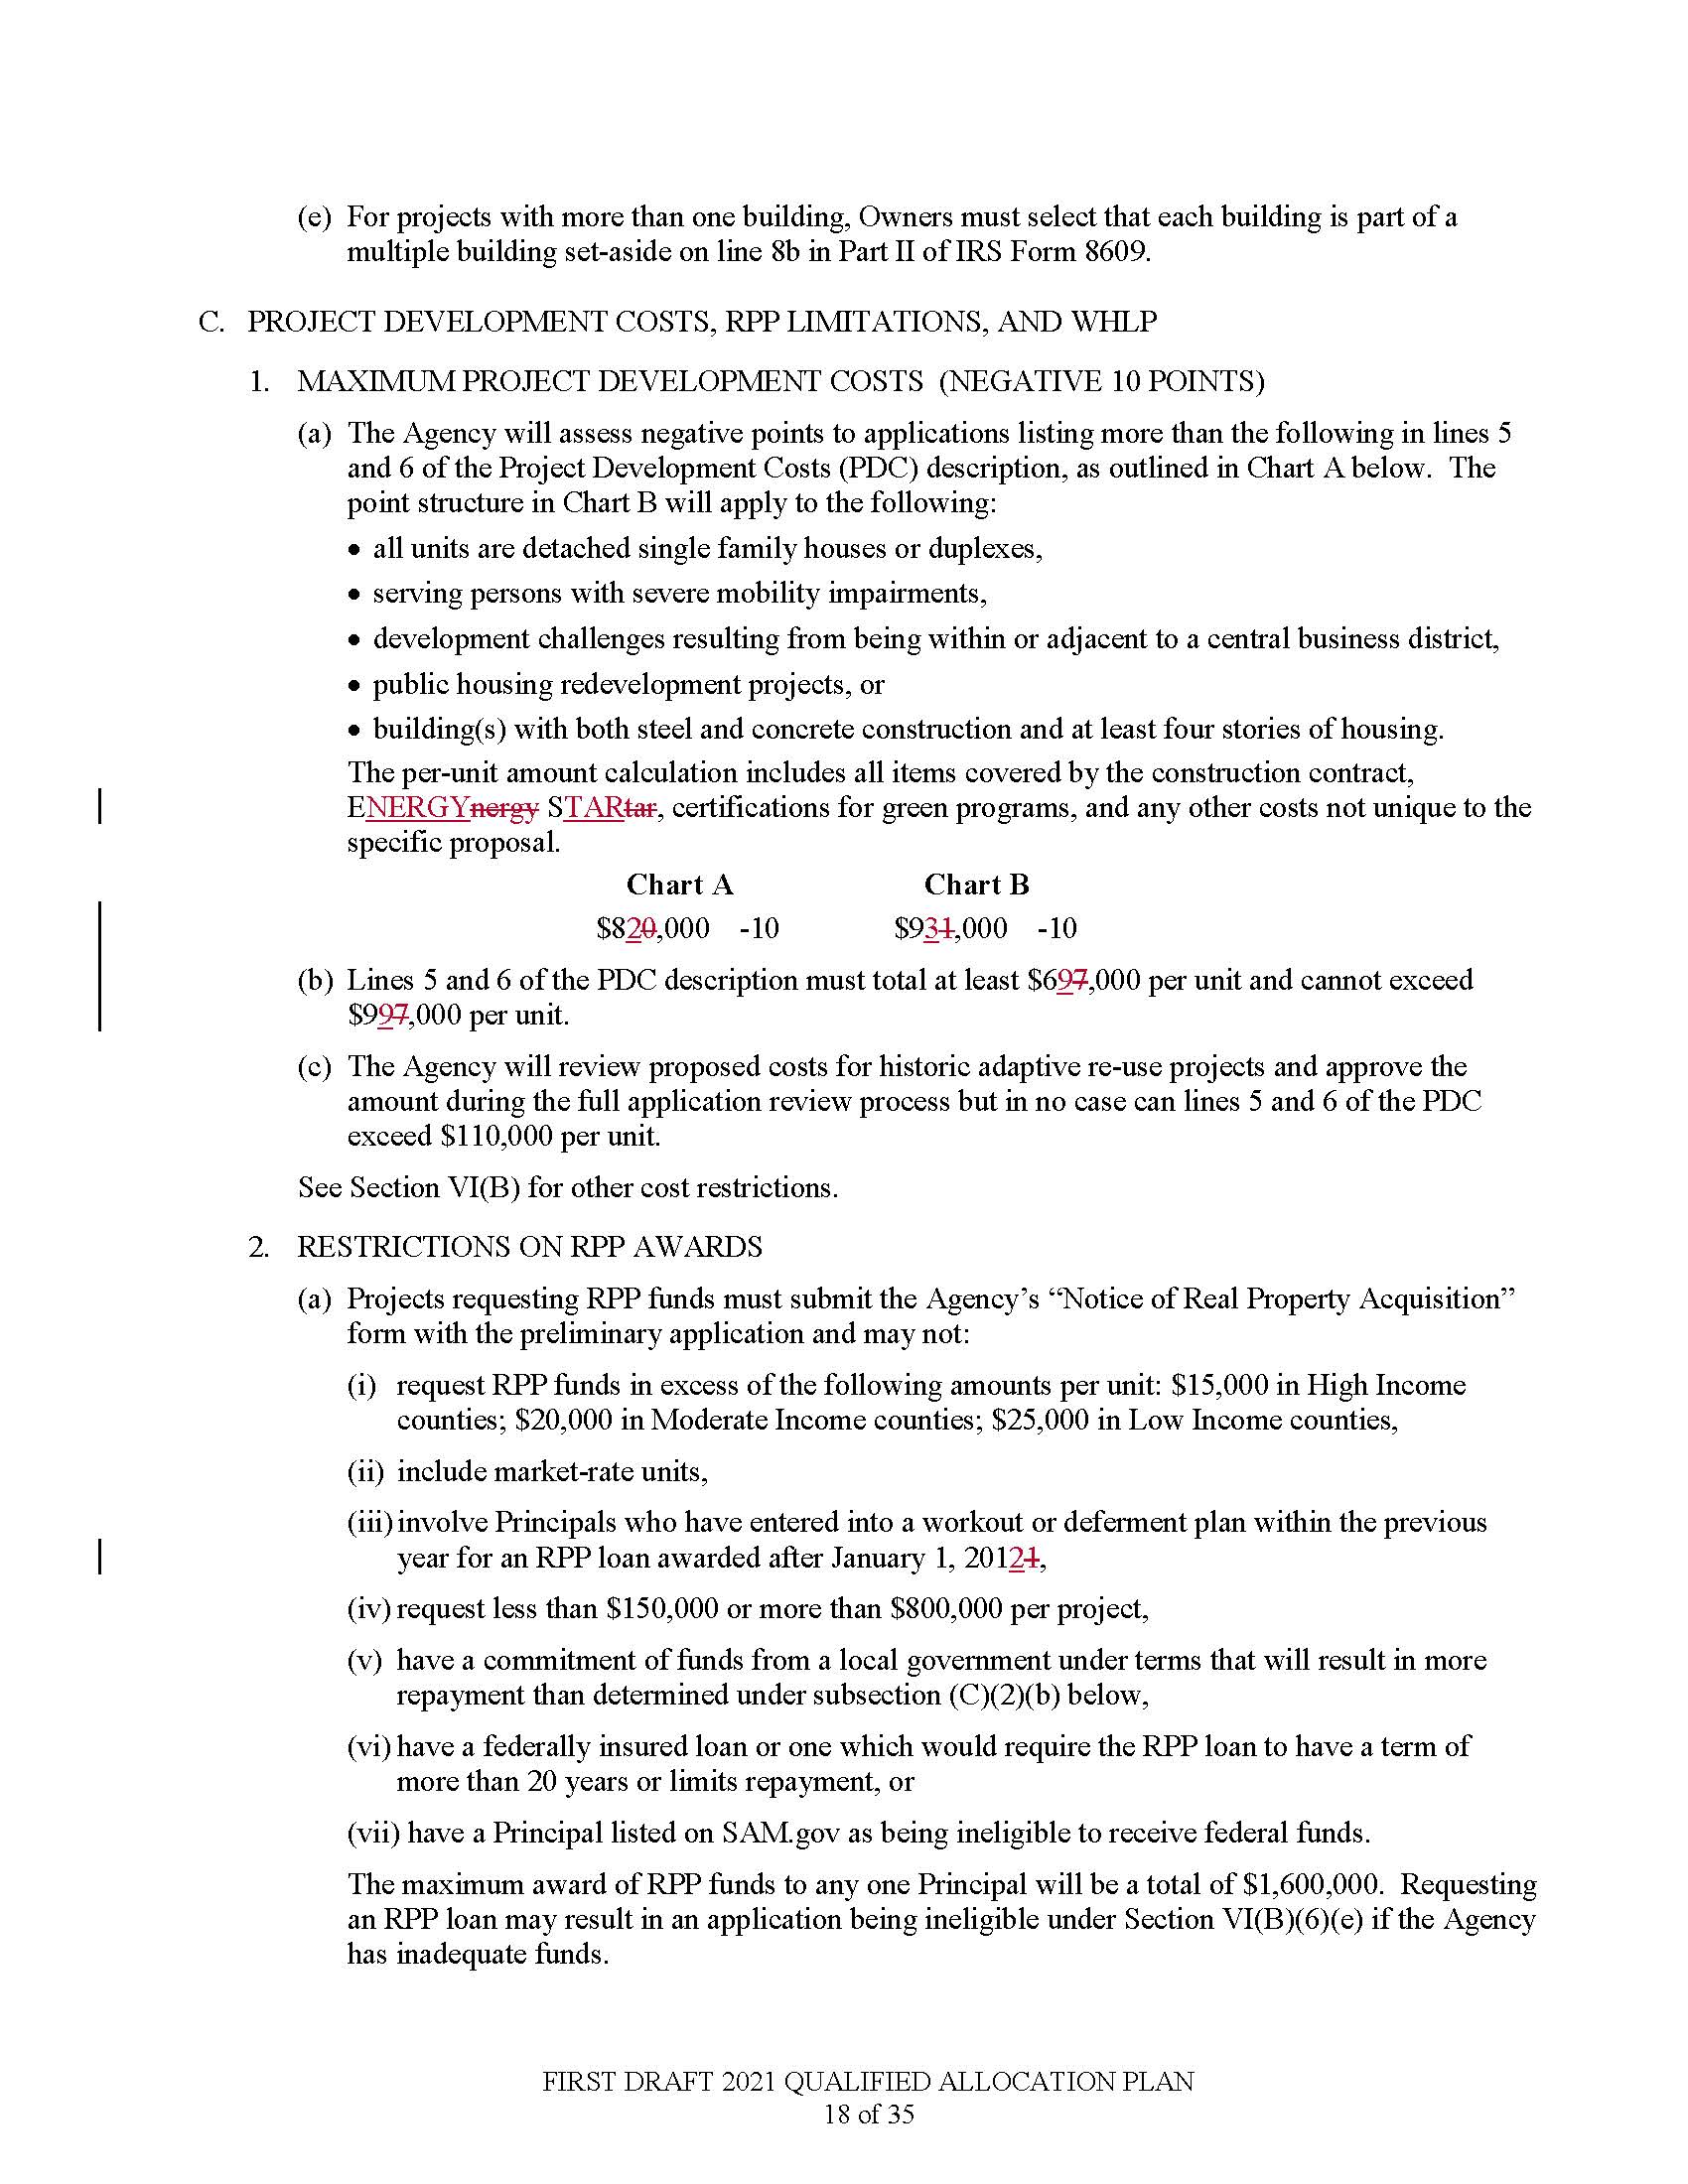 (e) For projects with more than one building, Owners must select that each building is part of a
multiple building set-aside on line 8b in Part II of IRS Form 8609.
C. PROJECT DEVELOPMENT COSTS, RPP LIMITATIONS, AND WHLP
1. MAXIMUM PROJECT DEVELOPMENT COSTS (NEGATIVE 10 POINTS)
(a) The Agency will assess negative points to applications listing more than the following in lines 5
and 6 of the Project Development Costs (PDC) description, as outlined in Chart A below. The
point structure in Chart B will apply to the following:
• all units are detached single family houses or duplexes,
• serving persons with severe mobility impairments,
• development challenges resulting from being within or adjacent to a central business district,
• public housing redevelopment projects, or
• building(s) with both steel and concrete construction and at least four stories of housing.
The per-unit amount calculation includes all items covered by the construction contract,
ENERGYnergy STARtar, certifications for green programs, and any other costs not unique to the
specific proposal.
Chart A Chart B
$820,000 -10 $931,000 -10
(b) Lines 5 and 6 of the PDC description must total at least $697,000 per unit and cannot exceed
$997,000 per unit.
(c) The Agency will review proposed costs for historic adaptive re-use projects and approve the
amount during the full application review process but in no case can lines 5 and 6 of the PDC
exceed $110,000 per unit.
See Section VI(B) for other cost restrictions.
2. RESTRICTIONS ON RPP AWARDS
(a) Projects requesting RPP funds must submit the Agency’s “Notice of Real Property Acquisition”
form with the preliminary application and may not:
(i) request RPP funds in excess of the following amounts per unit: $15,000 in High Income
counties; $20,000 in Moderate Income counties; $25,000 in Low Income counties,
(ii) include market-rate units,
(iii) involve Principals who have entered into a workout or deferment plan within the previous
year for an RPP loan awarded after January 1, 20121,
(iv) request less than $150,000 or more than $800,000 per project,
(v) have a commitment of funds from a local government under terms that will result in more
repayment than determined under subsection (C)(2)(b) below,
(vi) have a federally insured loan or one which would require the RPP loan to have a term of
more than 20 years or limits repayment, or
(vii) have a Principal listed on SAM.gov as being ineligible to receive federal funds.
The maximum award of RPP funds to any one Principal will be a total of $1,600,000. Requesting
an RPP loan may result in an application being ineligible under Section VI(B)(6)(e) if the Agency
has inadequate funds.
FIRST DRAFT 2021 QUALIFIED ALLOCATION PLAN
18 of 35